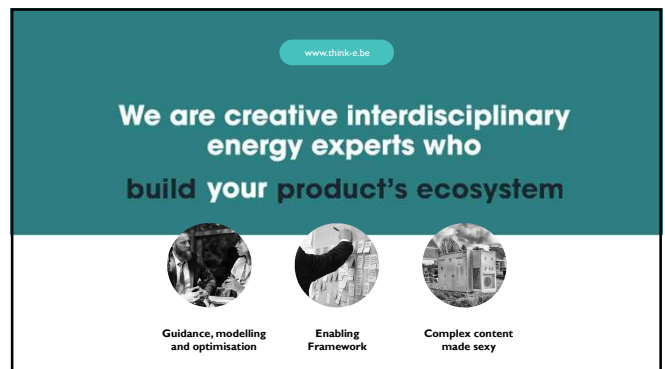 www.think-e.be
We are creative interdisciplinary
energy experts who
build your product's ecosystem
Guidance, modelling
and optimisation
Enabling
Framework
Complex content
made sexy